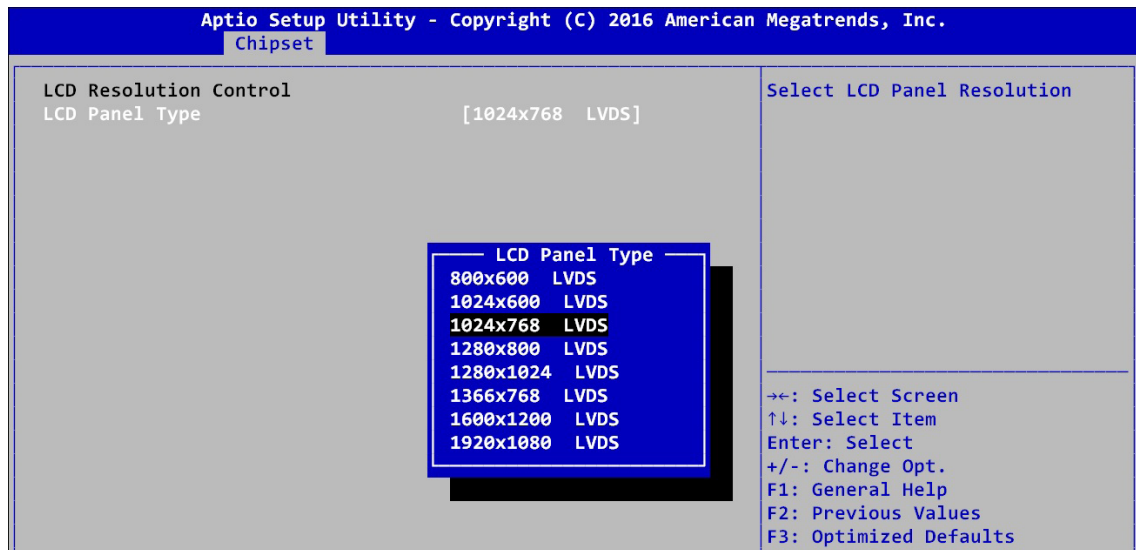 Aptio Setup Utility - Copyright (C) 2016 American Megatrends, Inc.
Chipset
LCD Resolution Control
LCD Panel Type [1024x768 LVDS]
Select LCD Panel Resolution
LCD Panel Type
800x600 LVDS
1024x600 LVDS
1024x768 LVDS
1280x800 LVDS
1280x1024 LVDS
1366x768 LVDS
1600x1200 LVDS
1920x1080 LVDS
→←: Select Screen
↑↓: Select Item
Enter: Select
+/-: Change Opt.
F1: General Help
F2: Previous Values
F3: Optimized Defaults